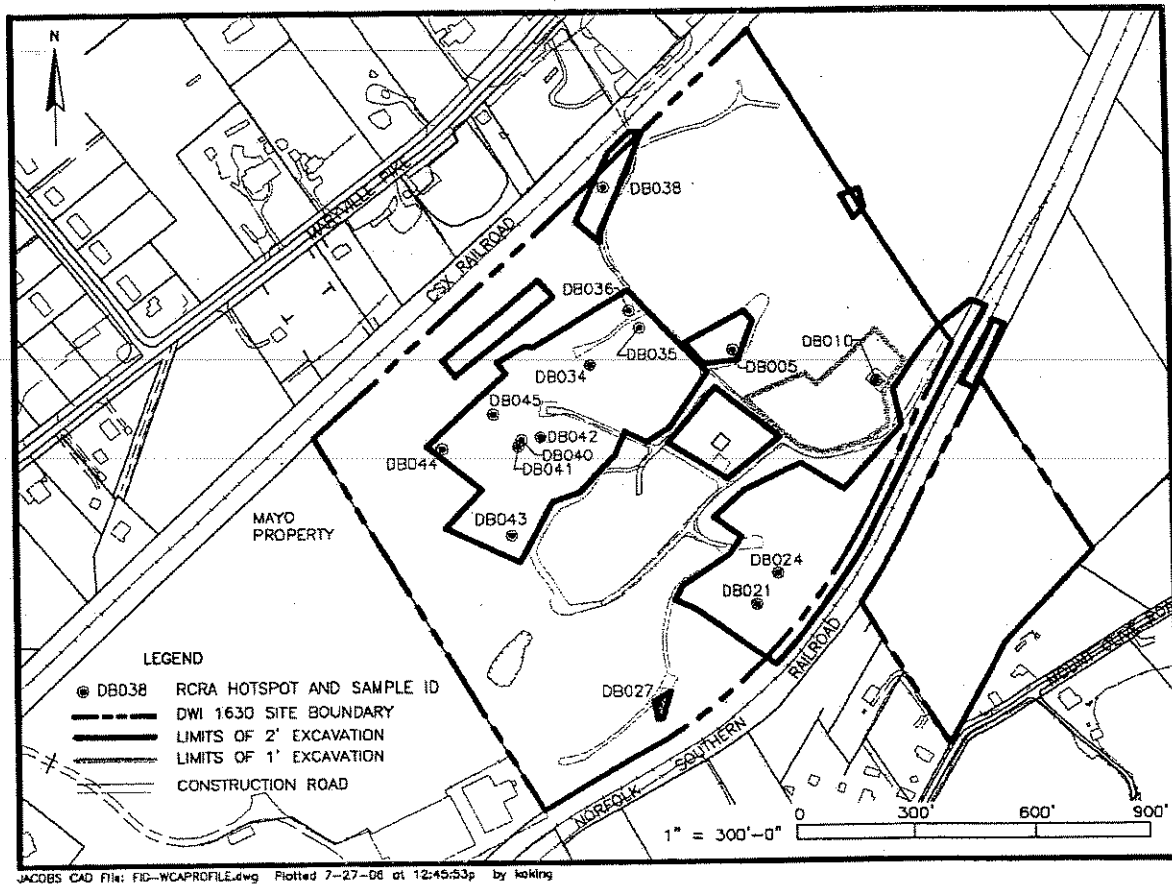 N
MARYVILLE PIKE
CSX RAILROAD
DB038
DB036
DB035
DB034
DB005
DB010
DB045
DB042
DB040
DB041
DB044
DB043
MAYO
PROPERTY
DB024
DB021
DB027
NORFOLK SOUTHERN RAILROAD
LEGEND
DB038 RCRA HOTSPOT AND SAMPLE ID
DWI 1630 SITE BOUNDARY
LIMITS OF 2' EXCAVATION
LIMITS OF 1' EXCAVATION
CONSTRUCTION ROAD
1" = 300'-0"
0 300' 600' 900'
JACOBS CAD File: FIG-WCAPROFILE.dwg Plotted 7-27-06 at 12:45:53p by